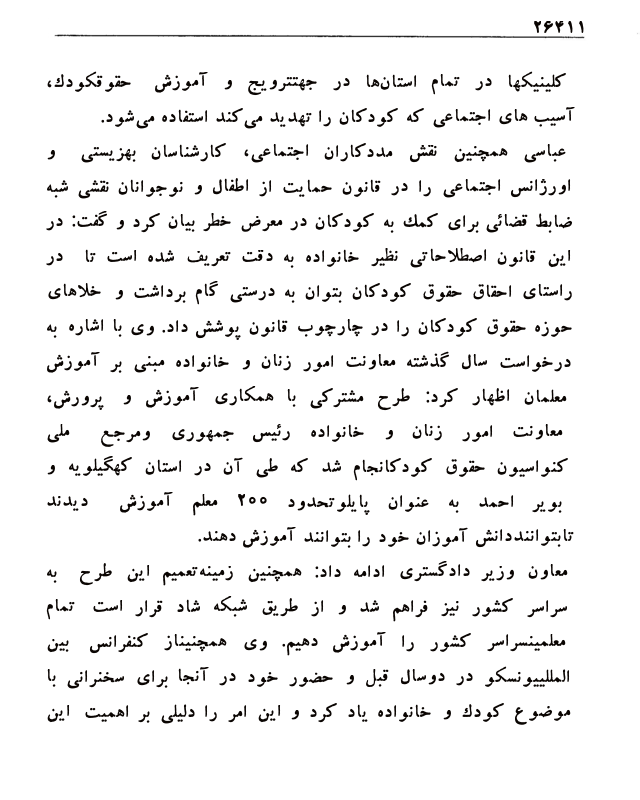 ۲۶۴۱۱
کلینیکها در تمام استان‌ها در جهتترویج و آموزش حقوقکودك،
آسیب های اجتماعی که کودکان را تهدید می‌کند استفاده می‌شود.
عباسی همچنین نقش مددکاران اجتماعی، کارشناسان بهزیستی و
اورژانس اجتماعی را در قانون حمایت از اطفال و نوجوانان نقشی شبه
ضابط قضائی برای کمك به کودکان در معرض خطر بیان کرد و گفت: در
این قانون اصطلاحاتی نظیر خانواده به دقت تعریف شده است تا در
راستای احقاق حقوق کودکان بتوان به درستی گام برداشت و خلاهای
حوزه حقوق کودکان را در چارچوب قانون پوشش داد. وی با اشاره به
درخواست سال گذشته معاونت امور زنان و خانواده مبنی بر آموزش
معلمان اظهار کرد: طرح مشترکی با همکاری آموزش و پرورش،
معاونت امور زنان و خانواده رئیس جمهوری ومرجع ملی
کنواسیون حقوق کودکانجام شد که طی آن در استان کهگیلویه و
بویر احمد به عنوان پایلوتحدود ۲۰۰ معلم آموزش دیدند
تابتواننددانش آموزان خود را بتوانند آموزش دهند.
معاون وزیر دادگستری ادامه داد: همچنین زمینه‌تعمیم این طرح به
سراسر کشور نیز فراهم شد و از طریق شبکه شاد قرار است تمام
معلمینسراسر کشور را آموزش دهیم. وی همچنیناز کنفرانس بین
المللییونسکو در دوسال قبل و حضور خود در آنجا برای سخنرانی با
موضوع کودك و خانواده یاد کرد و این امر را دلیلی بر اهمیت این